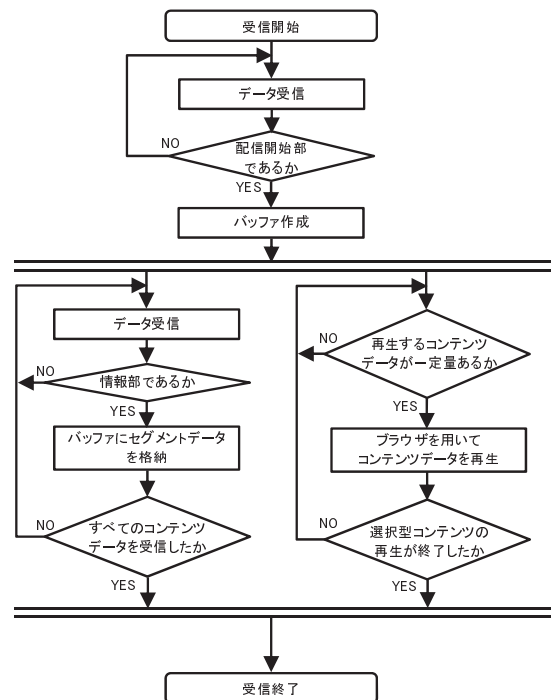 受信開始
データ受信
NO
配信開始部
であるか
YES
バッファ作成
データ受信
NO
情報部であるか
YES
バッファにセグメントデータ
を格納
NO
すべてのコンテンツ
データを受信したか
YES
NO
再生するコンテンツ
データが一定量あるか
YES
ブラウザを用いて
コンテンツデータを再生
NO
選択型コンテンツの
再生が終了したか
YES
受信終了